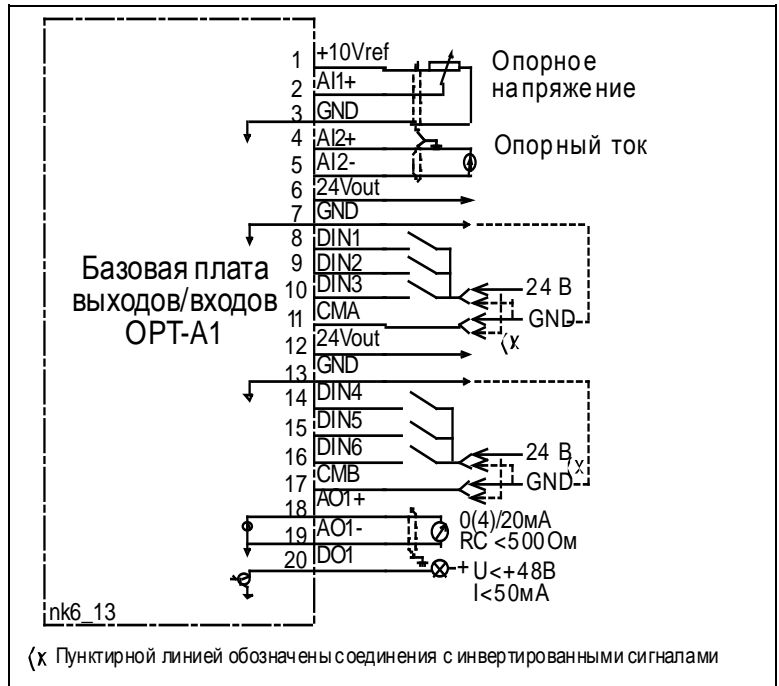 1 +10Vref
2 AI1+
3 GND
4 AI2+
5 AI2-
6 24Vout
7 GND
8 DIN1
9 DIN2
10 DIN3
11 CMA
12 24Vout
13 GND
14 DIN4
15 DIN5
16 DIN6
17 CMB
18 AO1+
19 AO1-
20 DO1
Опорное
напряжение
Опорный ток
Базовая плата
выходов/входов
OPT-A1
24 В
GND
(x
24 В
(x
GND
0(4)/20мА
RC <500 Ом
+ U<+48В
I<50мА
nk6_13
(x Пунктирной линией обозначены соединения с инвертированными сигналами